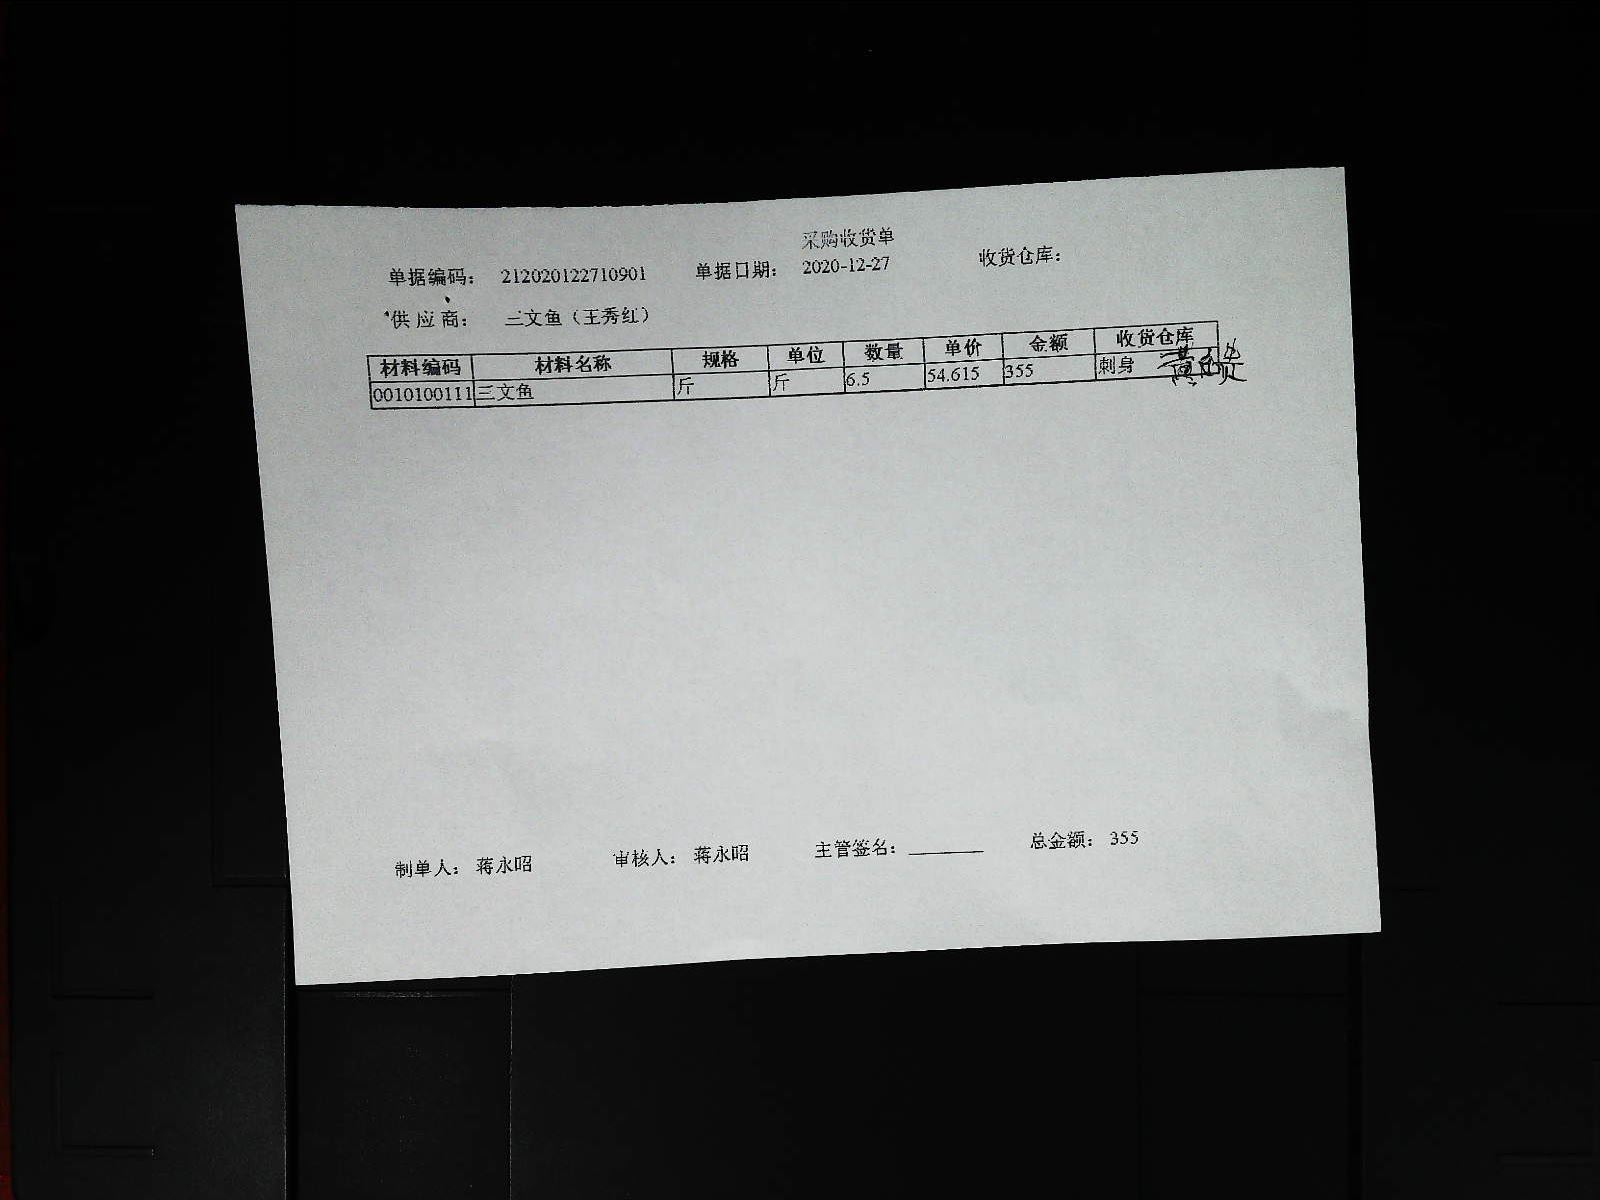 采购收货单
单据编码： 212020122710901 单据日期： 2020-12-27 收货仓库：
供应商： 三文鱼（王秀红）
材料编码 材料名称 规格 单位 数量 单价 金额 收货仓库
0010100111 三文鱼 斤 斤 6.5 54.615 355 刺身
制单人： 蒋永昭 审核人： 蒋永昭 主管签名：________ 总金额： 355